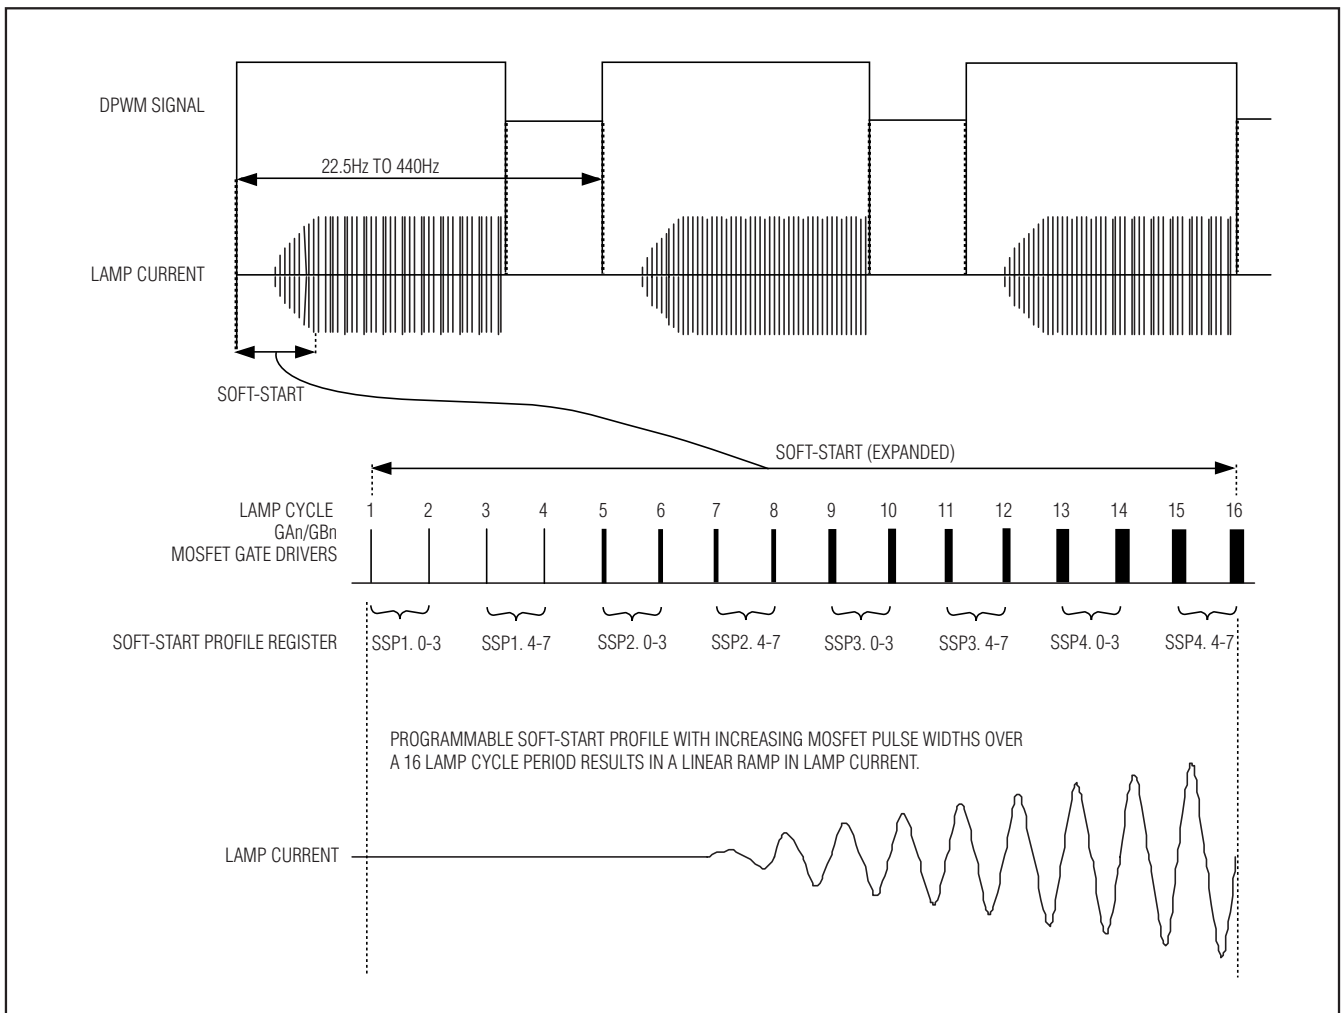 DPWM SIGNAL
22.5Hz TO 440Hz
LAMP CURRENT
SOFT-START
SOFT-START (EXPANDED)
LAMP CYCLE 1 2 3 4 5 6 7 8 9 10 11 12 13 14 15 16
GAn/GBn
MOSFET GATE DRIVERS
SOFT-START PROFILE REGISTER SSP1. 0-3 SSP1. 4-7 SSP2. 0-3 SSP2. 4-7 SSP3. 0-3 SSP3. 4-7 SSP4. 0-3 SSP4. 4-7
PROGRAMMABLE SOFT-START PROFILE WITH INCREASING MOSFET PULSE WIDTHS OVER
A 16 LAMP CYCLE PERIOD RESULTS IN A LINEAR RAMP IN LAMP CURRENT.
LAMP CURRENT